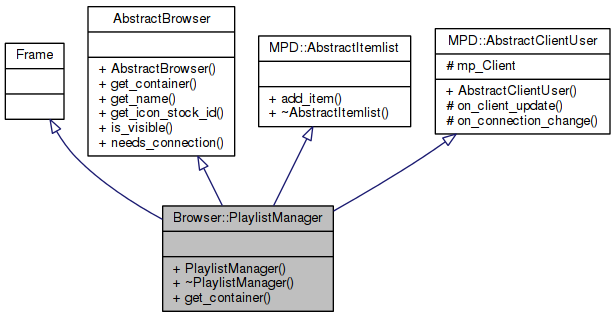 Frame
AbstractBrowser
+ AbstractBrowser()
+ get_container()
+ get_name()
+ get_icon_stock_id()
+ is_visible()
+ needs_connection()
MPD::AbstractItemlist
+ add_item()
+ ~AbstractItemlist()
MPD::AbstractClientUser
# mp_Client
+ AbstractClientUser()
# on_client_update()
# on_connection_change()
Browser::PlaylistManager
+ PlaylistManager()
+ ~PlaylistManager()
+ get_container()